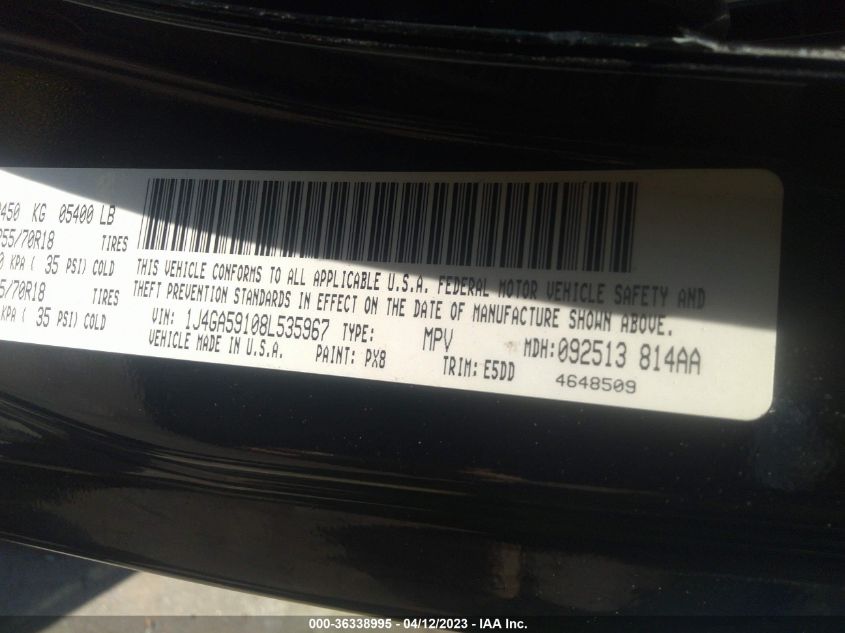 450 KG 05400 LB
255/70R18 TIRES
0 KPA ( 35 PSI) COLD
5/70R18 TIRES
KPA ( 35 PSI) COLD
THIS VEHICLE CONFORMS TO ALL APPLICABLE U.S.A. FEDERAL MOTOR VEHICLE SAFETY AND
THEFT PREVENTION STANDARDS IN EFFECT ON THE DATE OF MANUFACTURE SHOWN ABOVE.
VIN: 1J4GA59108L535967 TYPE: MPV MDH:092513 814AA
VEHICLE MADE IN U.S.A. PAINT: PX8 TRIM: E5DD 4648509
000-36338995 - 04/12/2023 - IAA Inc.